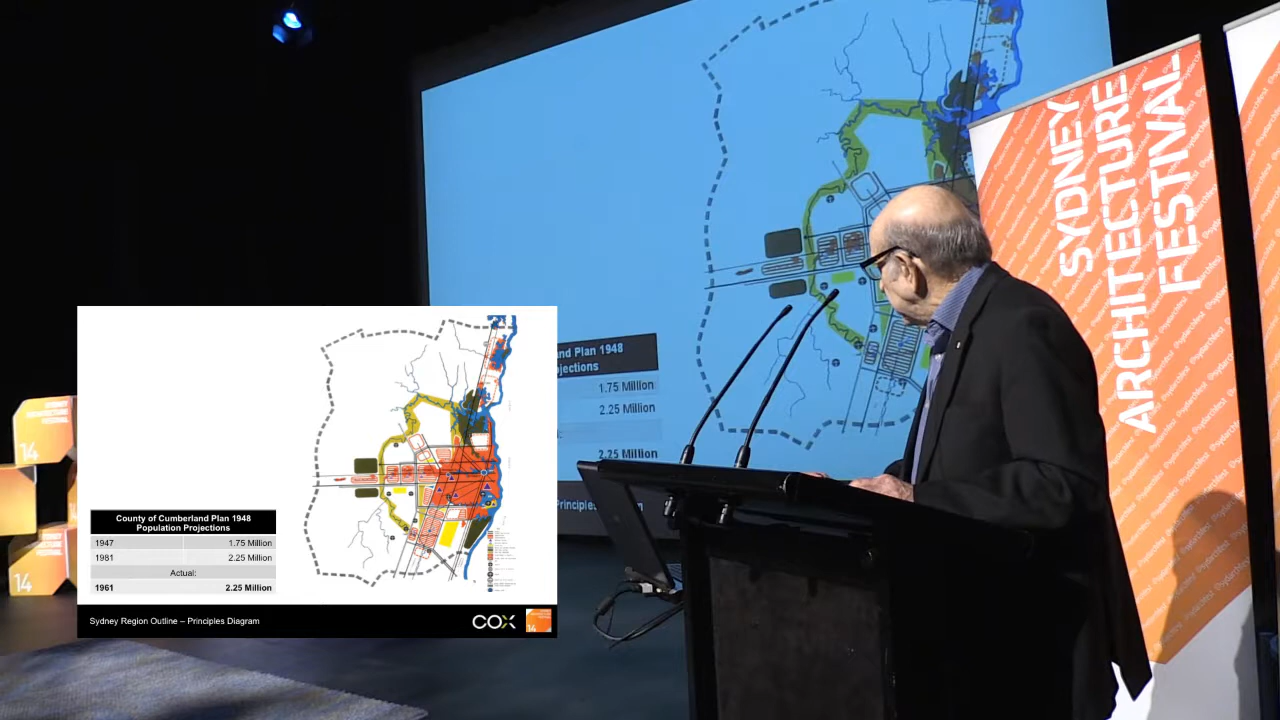 SYDNEY
ARCHITECTURE
FESTIVAL
and Plan 1948
jections
1.75 Million
2.25 Million
2.25 Million
Principles
14
14
County of Cumberland Plan 1948
Population Projections
1947 1.75 Million
1981 2.25 Million
Actual:
1961 2.25 Million
Sydney Region Outline – Principles Diagram
COX
14